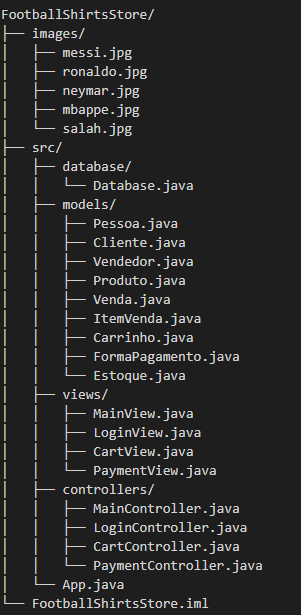 FootballShirtsStore/
├── images/
│   ├── messi.jpg
│   ├── ronaldo.jpg
│   ├── neymar.jpg
│   ├── mbappe.jpg
│   └── salah.jpg
├── src/
│   ├── database/
│   │   └── Database.java
│   ├── models/
│   │   ├── Pessoa.java
│   │   ├── Cliente.java
│   │   ├── Vendedor.java
│   │   ├── Produto.java
│   │   ├── Venda.java
│   │   ├── ItemVenda.java
│   │   ├── Carrinho.java
│   │   ├── FormaPagamento.java
│   │   └── Estoque.java
│   ├── views/
│   │   ├── MainView.java
│   │   ├── LoginView.java
│   │   ├── CartView.java
│   │   └── PaymentView.java
│   ├── controllers/
│   │   ├── MainController.java
│   │   ├── LoginController.java
│   │   ├── CartController.java
│   │   └── PaymentController.java
│   └── App.java
└── FootballShirtsStore.iml